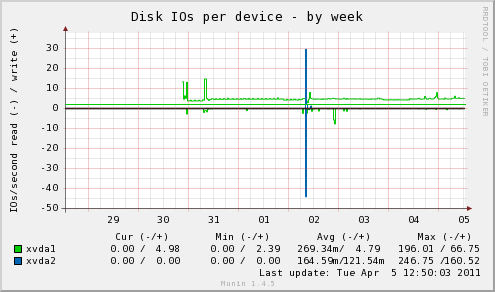 Disk IOs per device - by week
RRDTOOL / TOBI OETIKER
IOs/second read (-) / write (+)
30
20
10
0
-10
-20
-30
-40
-50
29 30 31 01 02 03 04 05
Cur (-/+) Min (-/+) Avg (-/+) Max (-/+)
xvda1 0.00 / 4.98 0.00 / 2.39 269.34m/ 4.79 196.01 / 66.75
xvda2 0.00 / 0.00 0.00 / 0.00 164.59m/121.54m 246.75 /160.52
Last update: Tue Apr 5 12:50:03 2011
Munin 1.4.5